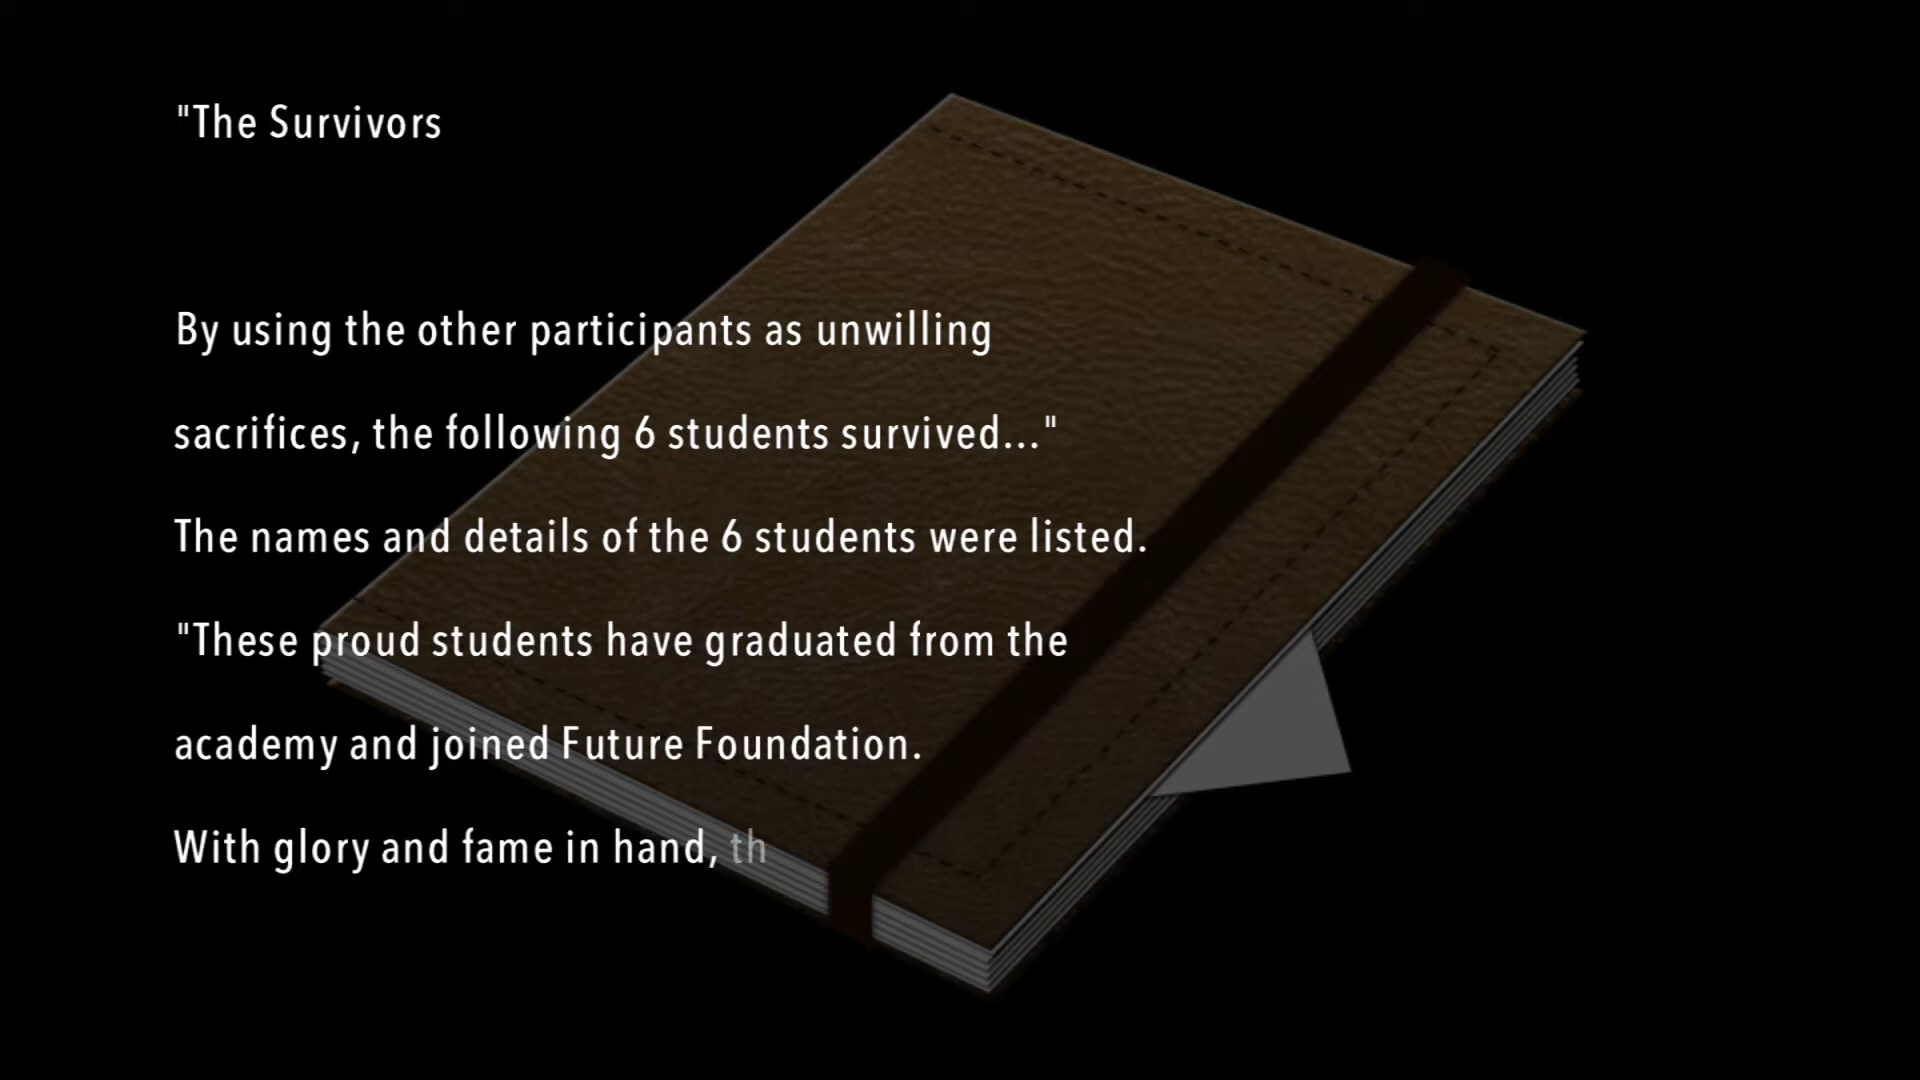 "The Survivors
By using the other participants as unwilling
sacrifices, the following 6 students survived..."
The names and details of the 6 students were listed.
"These proud students have graduated from the
academy and joined Future Foundation.
With glory and fame in hand, th